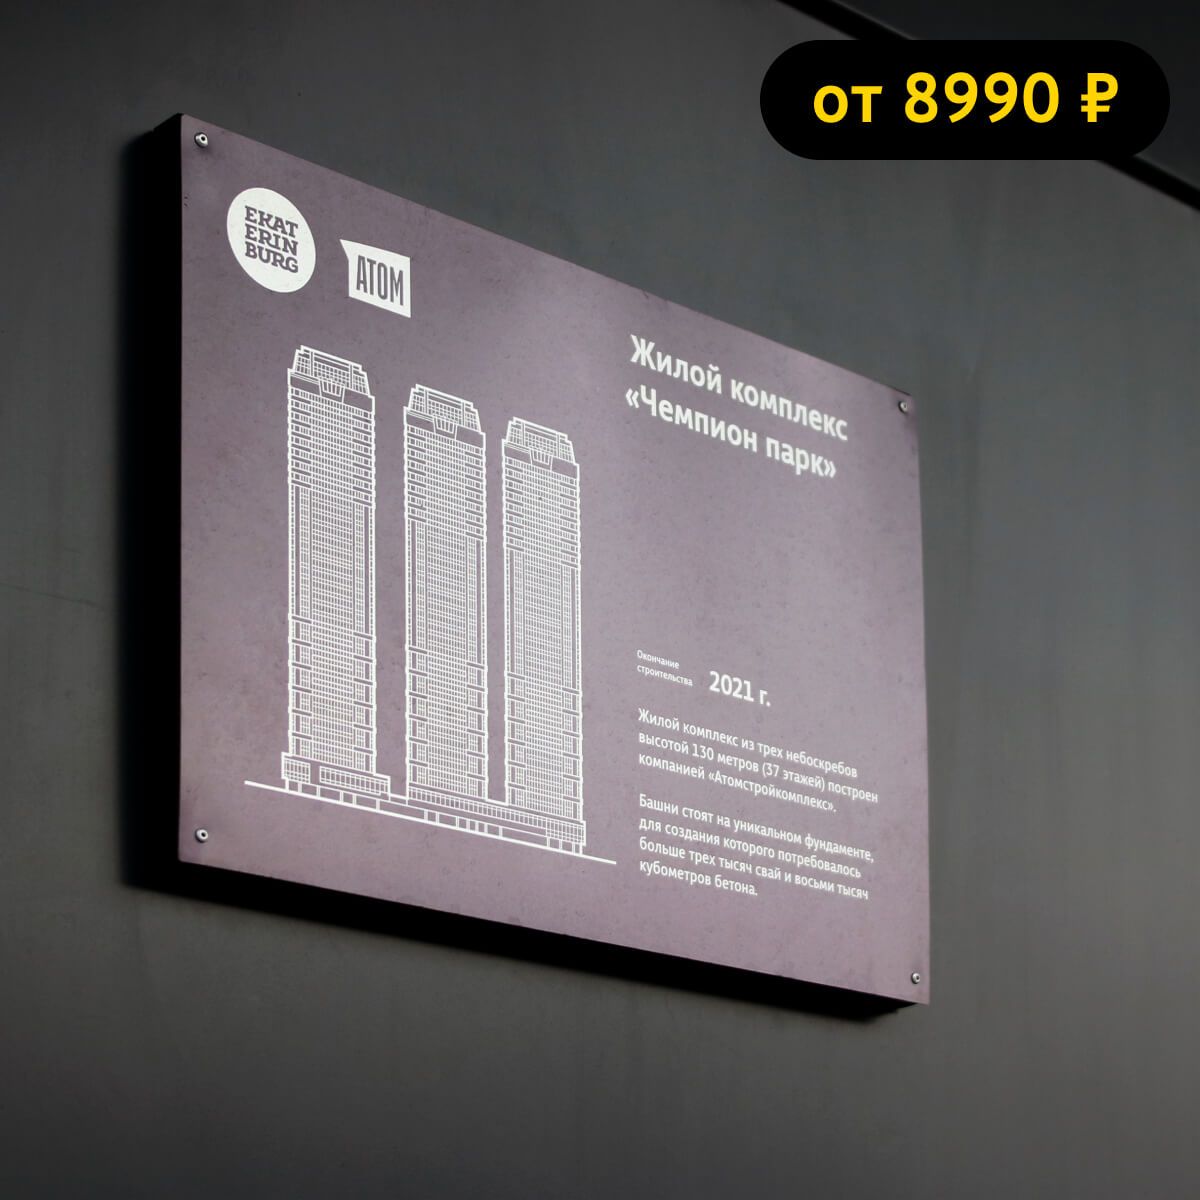 от 8990 ₽
EKAT
ERIN
BURG
АТОМ
Жилой комплекс
«Чемпион парк»
Окончание
строительства
2021 г.
Жилой комплекс из трех небоскребов
высотой 130 метров (37 этажей) построен
компанией «Атомстройкомплекс».
Башни стоят на уникальном фундаменте,
для создания которого потребовалось
больше трех тысяч свай и восьми тысяч
кубометров бетона.